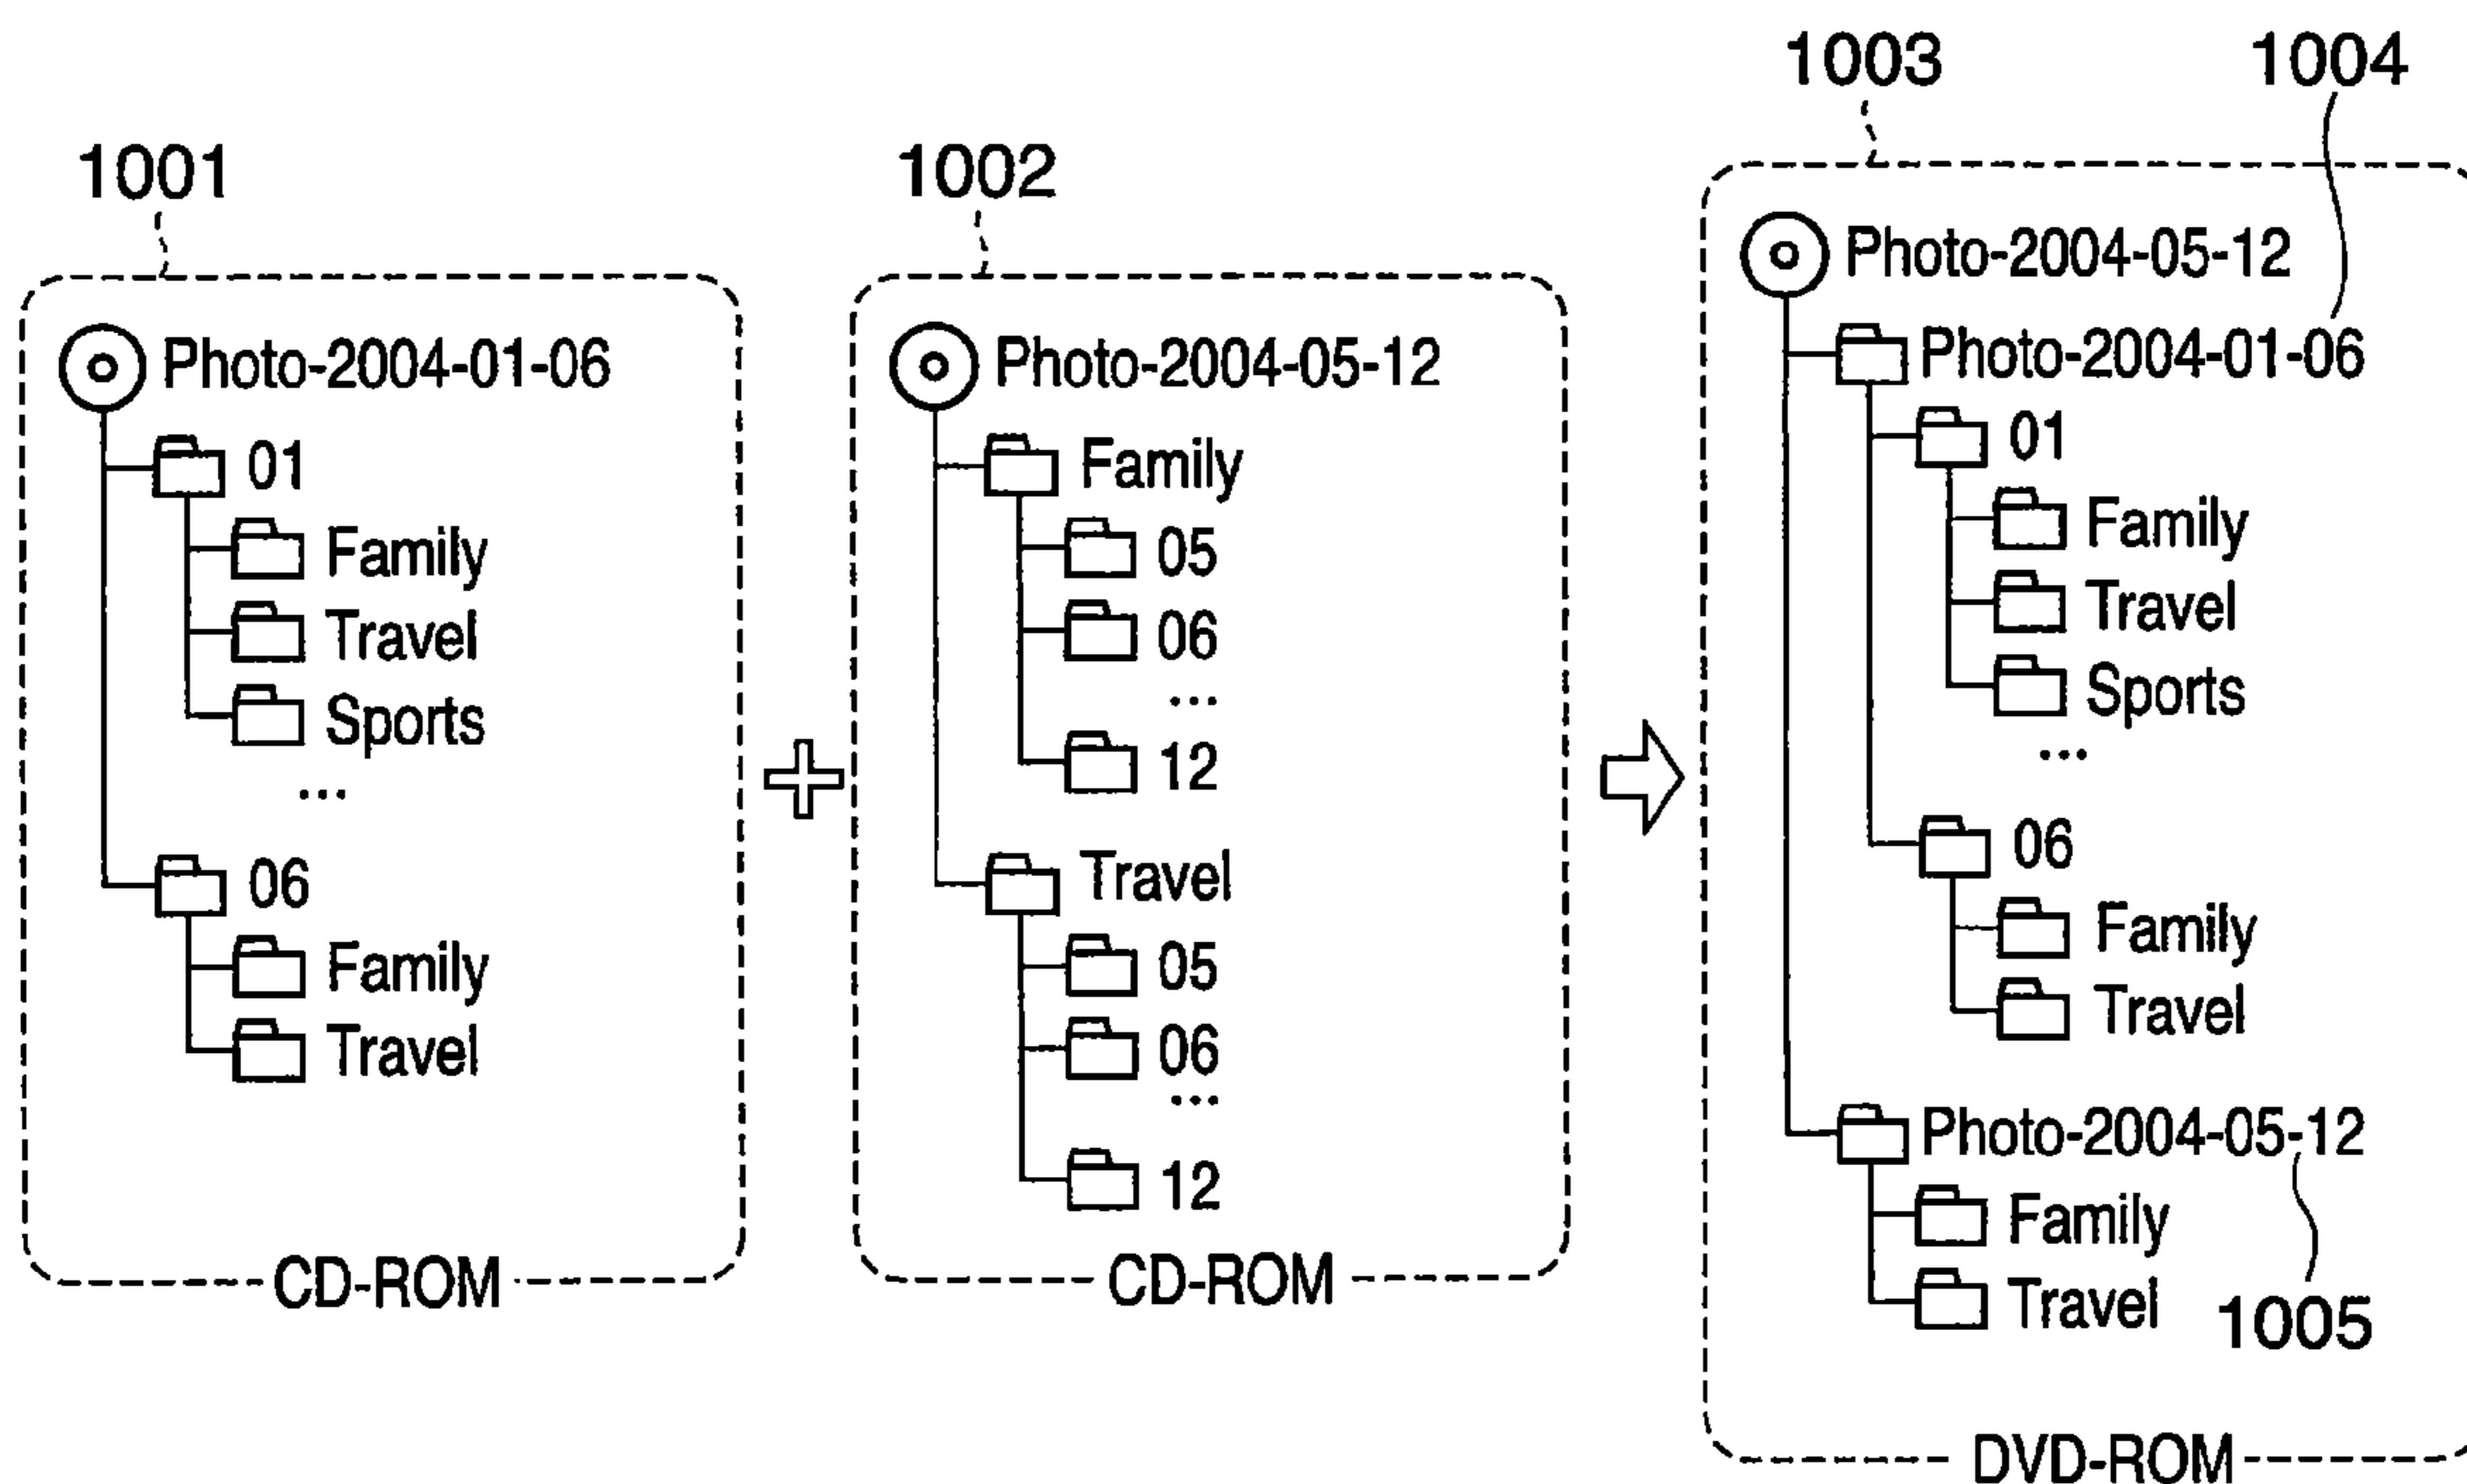 1001
Photo-2004-01-06
01
Family
Travel
Sports
...
06
Family
Travel
CD-ROM
1002
Photo-2004-05-12
Family
05
06
...
12
Travel
05
06
...
12
CD-ROM
1003
1004
Photo-2004-05-12
Photo-2004-01-06
01
Family
Travel
Sports
...
06
Family
Travel
Photo-2004-05-12
Family
Travel
1005
DVD-ROM